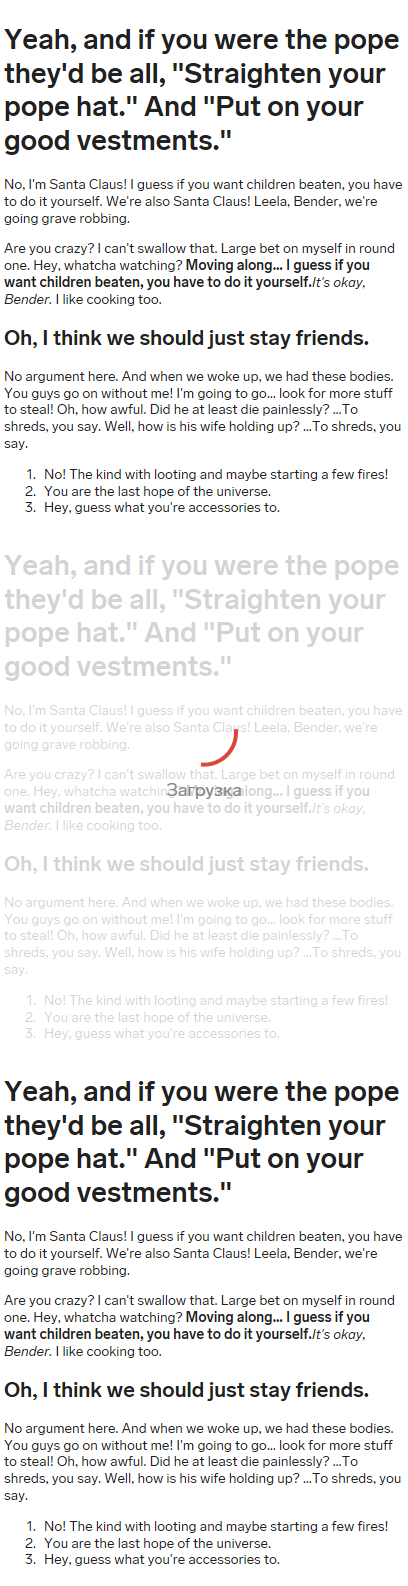 Yeah, and if you were the pope
they'd be all, "Straighten your
pope hat." And "Put on your
good vestments."
No, I'm Santa Claus! I guess if you want children beaten, you have
to do it yourself. We're also Santa Claus! Leela, Bender, we're
going grave robbing.
Are you crazy? I can't swallow that. Large bet on myself in round
one. Hey, whatcha watching? Moving along... I guess if you
want children beaten, you have to do it yourself.It's okay,
Bender. I like cooking too.
Oh, I think we should just stay friends.
No argument here. And when we woke up, we had these bodies.
You guys go on without me! I'm going to go... look for more stuff
to steal! Oh, how awful. Did he at least die painlessly? ...To
shreds, you say. Well, how is his wife holding up? ...To shreds, you
say.
1. No! The kind with looting and maybe starting a few fires!
2. You are the last hope of the universe.
3. Hey, guess what you're accessories to.
Yeah, and if you were the pope
they'd be all, "Straighten your
pope hat." And "Put on your
good vestments."
No, I'm Santa Claus! I guess if you want children beaten, you have
to do it yourself. We're also Santa Claus! Leela, Bender, we're
going grave robbing.
Are you crazy? I can't swallow that. Large bet on myself in round
one. Hey, whatcha watching? Moving along... I guess if you
Загрузка
want children beaten, you have to do it yourself.It's okay,
Bender. I like cooking too.
Oh, I think we should just stay friends.
No argument here. And when we woke up, we had these bodies.
You guys go on without me! I'm going to go... look for more stuff
to steal! Oh, how awful. Did he at least die painlessly? ...To
shreds, you say. Well, how is his wife holding up? ...To shreds, you
say.
1. No! The kind with looting and maybe starting a few fires!
2. You are the last hope of the universe.
3. Hey, guess what you're accessories to.
Yeah, and if you were the pope
they'd be all, "Straighten your
pope hat." And "Put on your
good vestments."
No, I'm Santa Claus! I guess if you want children beaten, you have
to do it yourself. We're also Santa Claus! Leela, Bender, we're
going grave robbing.
Are you crazy? I can't swallow that. Large bet on myself in round
one. Hey, whatcha watching? Moving along... I guess if you
want children beaten, you have to do it yourself.It's okay,
Bender. I like cooking too.
Oh, I think we should just stay friends.
No argument here. And when we woke up, we had these bodies.
You guys go on without me! I'm going to go... look for more stuff
to steal! Oh, how awful. Did he at least die painlessly? ...To
shreds, you say. Well, how is his wife holding up? ...To shreds, you
say.
1. No! The kind with looting and maybe starting a few fires!
2. You are the last hope of the universe.
3. Hey, guess what you're accessories to.